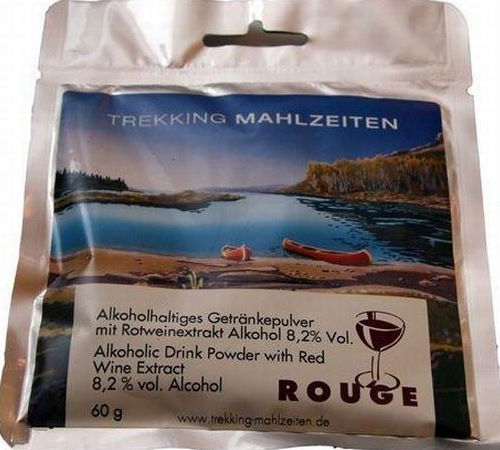 TREKKING MAHLZEITEN
Alkoholhaltiges Getränkepulver
mit Rotweinextrakt Alkohol 8,2% Vol.
Alcoholic Drink Powder with Red
Wine Extract
8,2 % vol. Alcohol
ROUGE
60 g
www.trekking-mahlzeiten.de